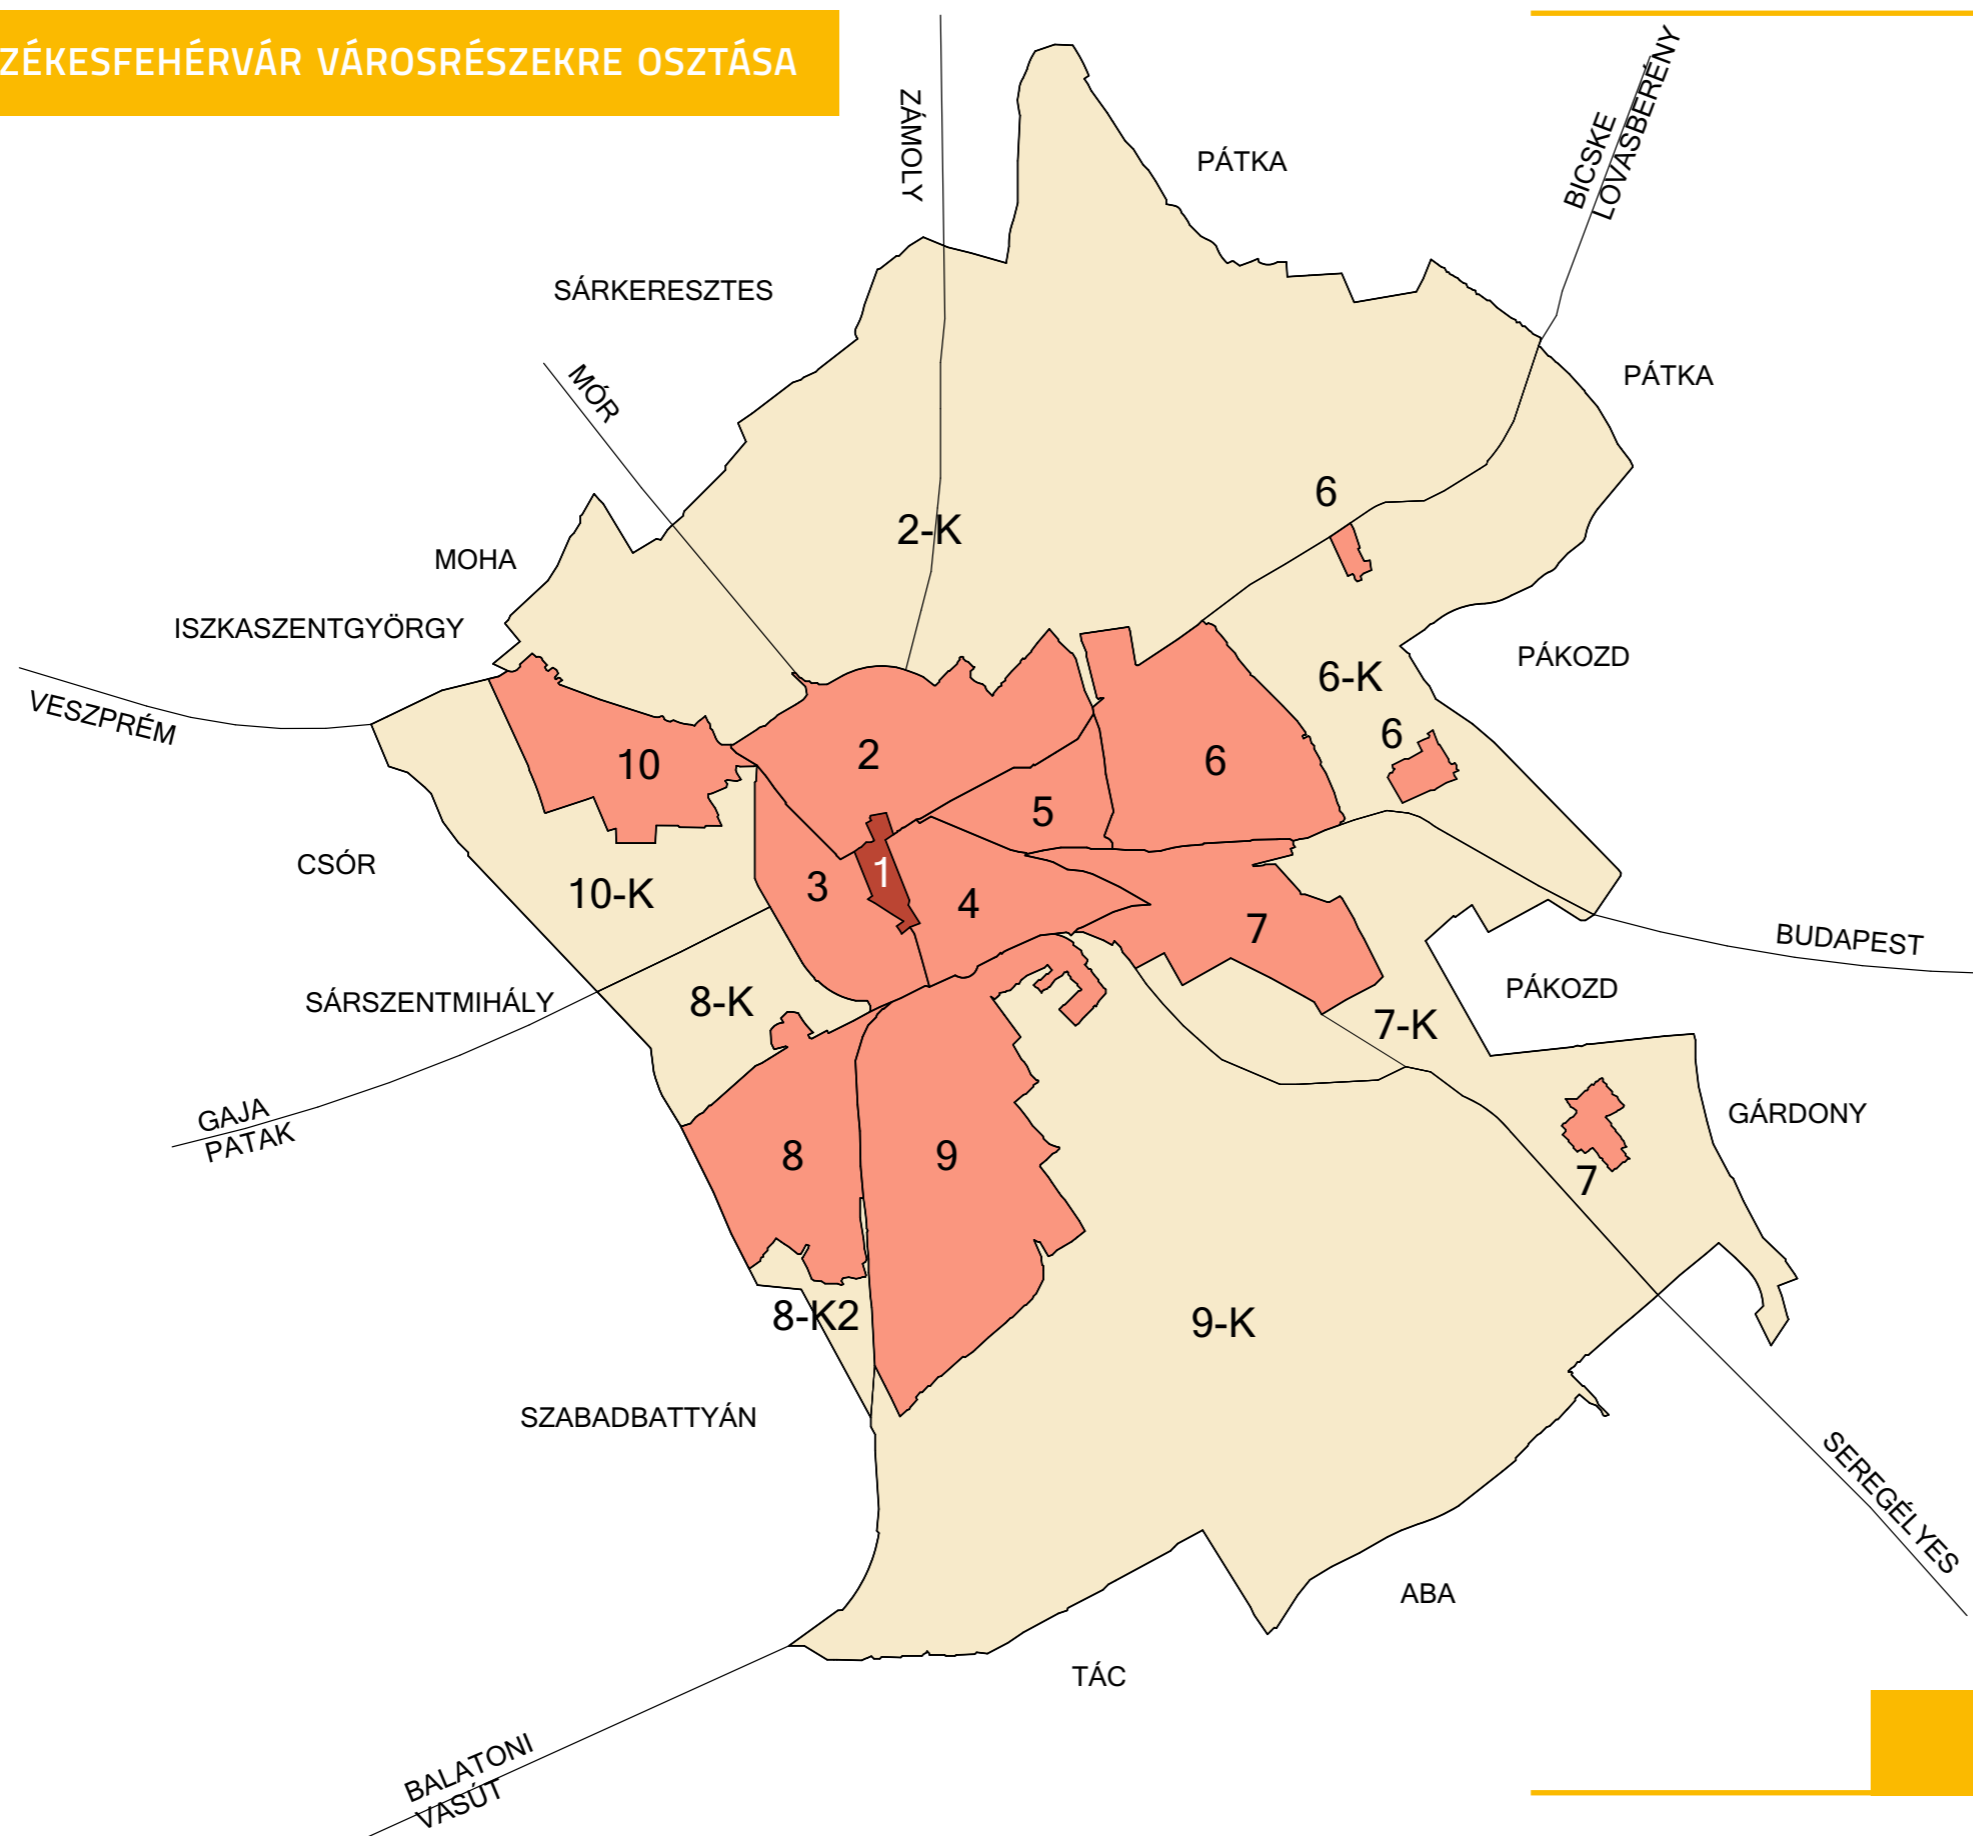 ZÉKESFEHÉRVÁR VÁROSRÉSZEKRE OSZTÁSA
ZÁMOLY
BICSKE
LOVASBERÉNY
PÁTKA
SÁRKERESZTES
MÓR
PÁTKA
6
2-K
MOHA
ISZKASZENTGYÖRGY
PÁKOZD
6-K
VESZPRÉM
6
10
2
6
5
CSÓR
10-K
3
1
4
7
BUDAPEST
SÁRSZENTMIHÁLY
8-K
PÁKOZD
7-K
GAJA
PATAK
GÁRDONY
8
9
7
8-K2
9-K
SZABADBATTYÁN
SEREGÉLYES
ABA
TÁC
BALATONI
VASÚT